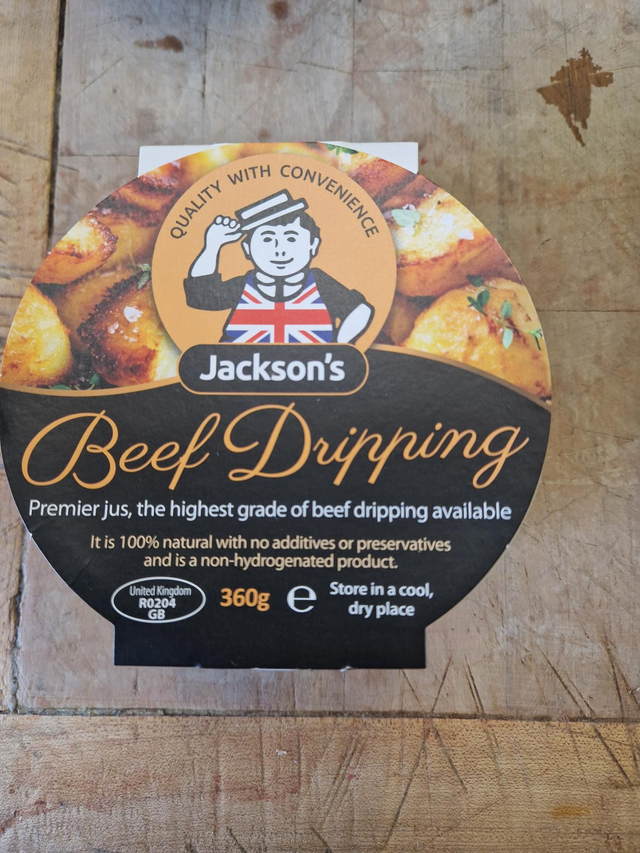 QUALITY WITH CONVENIENCE
Jackson's
Beef Dripping
Premier jus, the highest grade of beef dripping available
It is 100% natural with no additives or preservatives
and is a non-hydrogenated product.
United Kingdom
R0204
GB
360g ℮
Store in a cool,
dry place